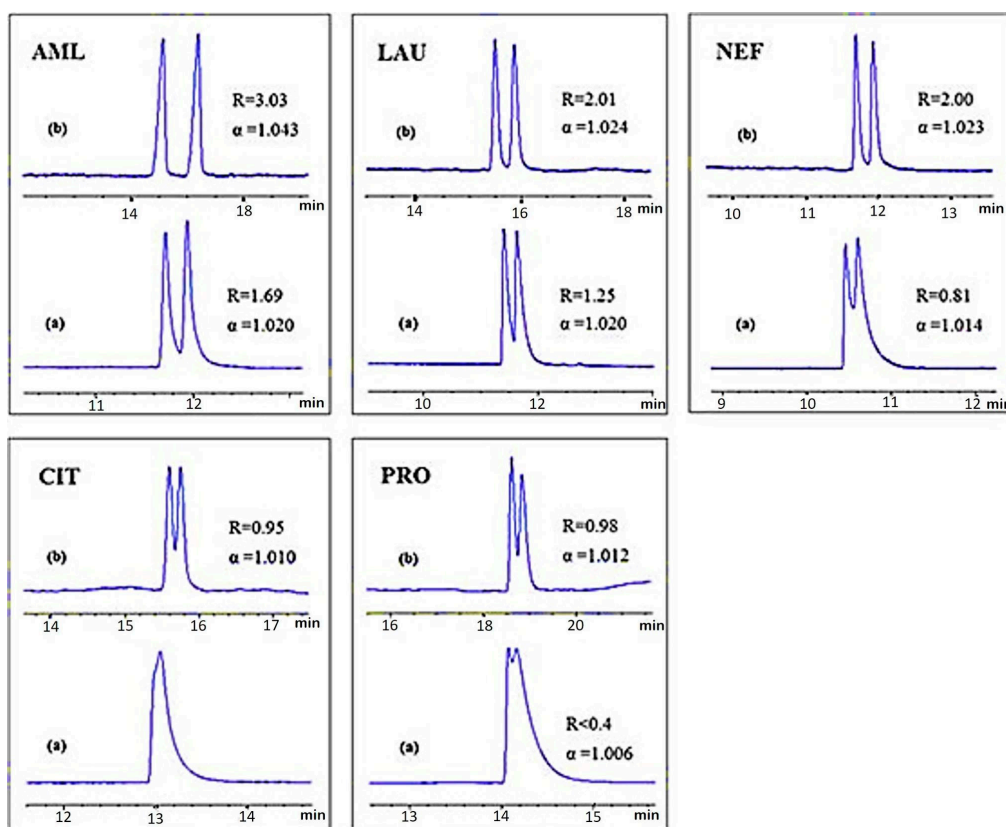 AML
(b)
R=3.03
α =1.043
14
18
min
(a)
R=1.69
α =1.020
11
12
min
LAU
(b)
R=2.01
α =1.024
14
16
18
min
(a)
R=1.25
α =1.020
10
12
min
NEF
(b)
R=2.00
α =1.023
10
11
12
13
min
(a)
R=0.81
α =1.014
9
10
11
12
min
CIT
(b)
R=0.95
α =1.010
14
15
16
17
min
(a)
12
13
14
min
PRO
(b)
R=0.98
α =1.012
16
18
20
min
(a)
R<0.4
α =1.006
13
14
15
min